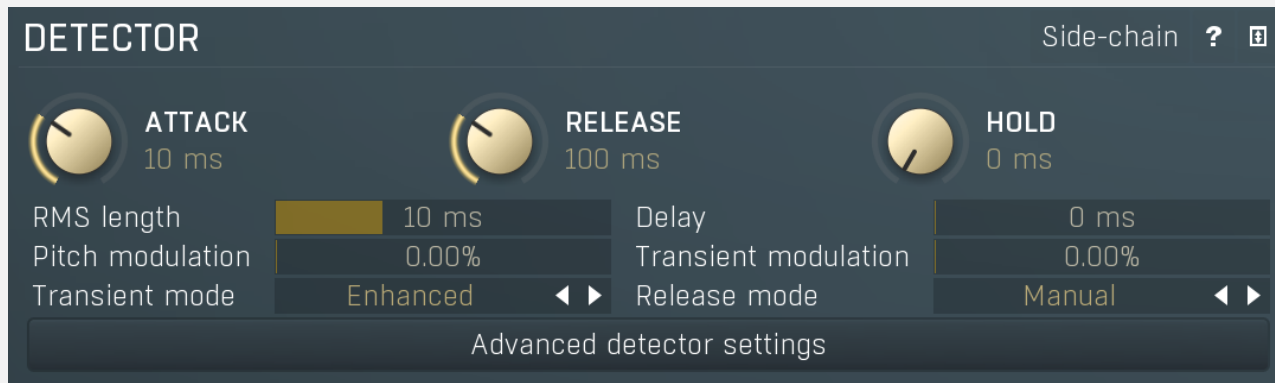 DETECTOR Side-chain ?
ATTACK RELEASE HOLD
10 ms 100 ms 0 ms
RMS length 10 ms Delay 0 ms
Pitch modulation 0.00% Transient modulation 0.00%
Transient mode Enhanced Release mode Manual
Advanced detector settings